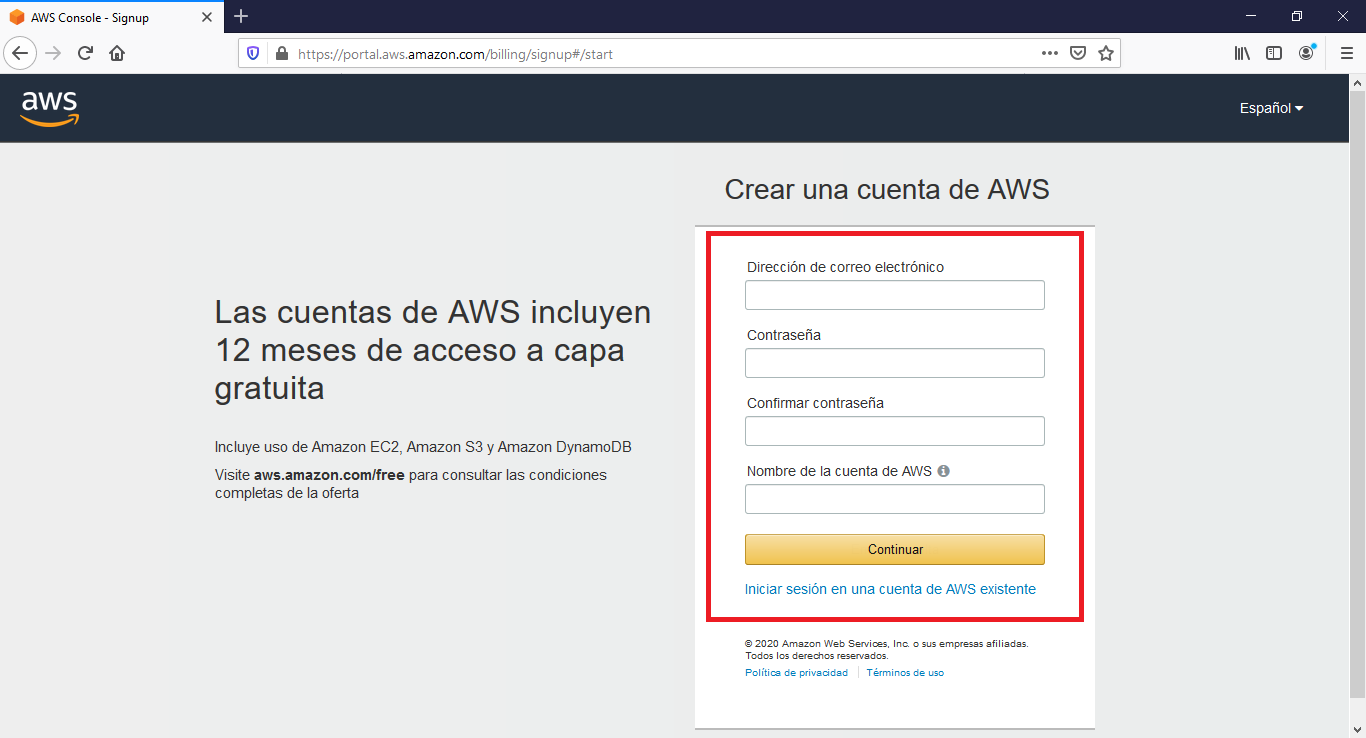 AWS Console - Signup
https://portal.aws.amazon.com/billing/signup#/start
aws
Español
Crear una cuenta de AWS
Las cuentas de AWS incluyen
12 meses de acceso a capa
gratuita
Incluye uso de Amazon EC2, Amazon S3 y Amazon DynamoDB
Visite aws.amazon.com/free para consultar las condiciones
completas de la oferta
Dirección de correo electrónico
Contraseña
Confirmar contraseña
Nombre de la cuenta de AWS
Continuar
Iniciar sesión en una cuenta de AWS existente
© 2020 Amazon Web Services, Inc. o sus empresas afiliadas.
Todos los derechos reservados.
Política de privacidad
Términos de uso